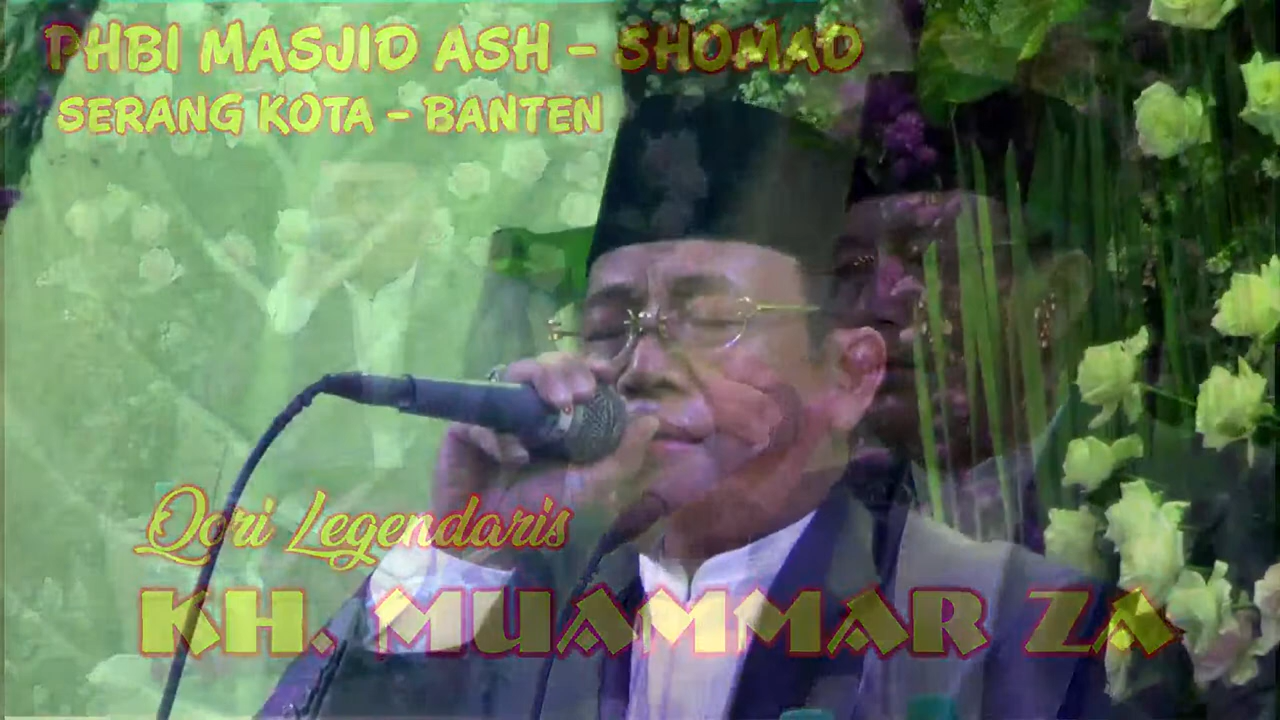 PHBI MASJID ASH - SHOMAD
SERANG KOTA - BANTEN
Qori Legendaris
KH. MUAMMAR ZA